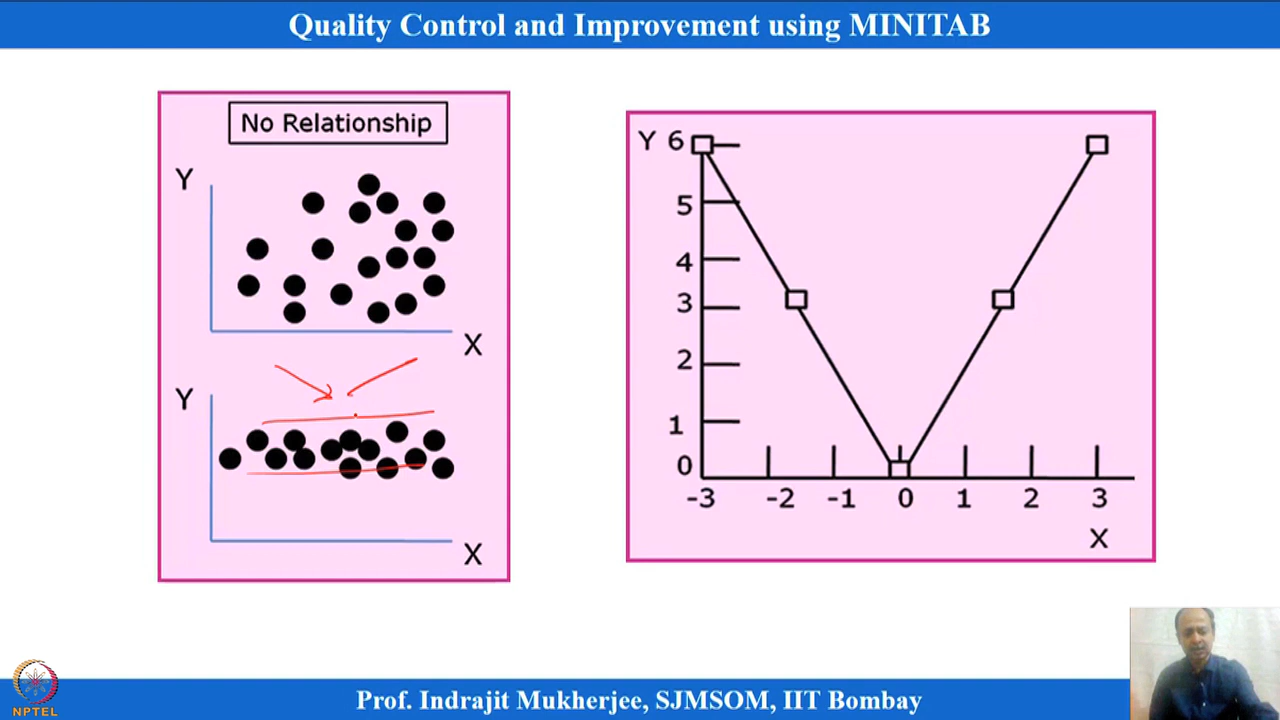 Quality Control and Improvement using MINITAB
No Relationship
Y
X
Y
X
Y 6
5
4
3
2
1
0
-3 -2 -1 0 1 2 3
X
NPTEL
Prof. Indrajit Mukherjee, SJMSOM, IIT Bombay